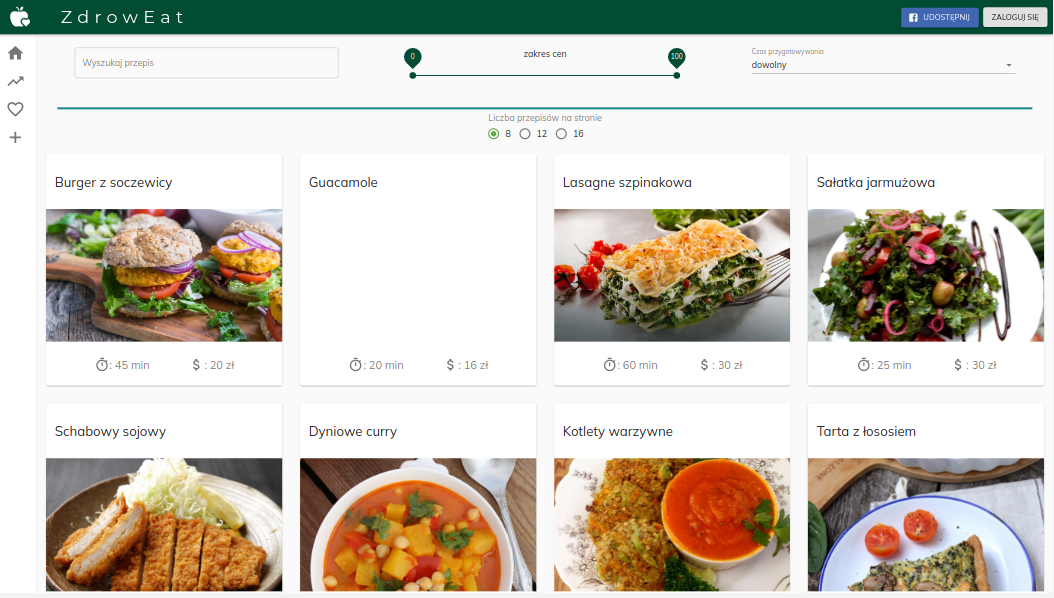 ZdrowEat
UDOSTĘPNIJ
ZALOGUJ SIĘ
Wyszukaj przepis
0
zakres cen
100
Czas przygotowywania
dowolny
Liczba przepisów na stronie
8
12
16
Burger z soczewicy
Guacamole
Lasagne szpinakowa
Sałatka jarmużowa
: 45 min
$ : 20 zł
: 20 min
$ : 16 zł
: 60 min
$ : 30 zł
: 25 min
$ : 30 zł
Schabowy sojowy
Dyniowe curry
Kotlety warzywne
Tarta z łososiem